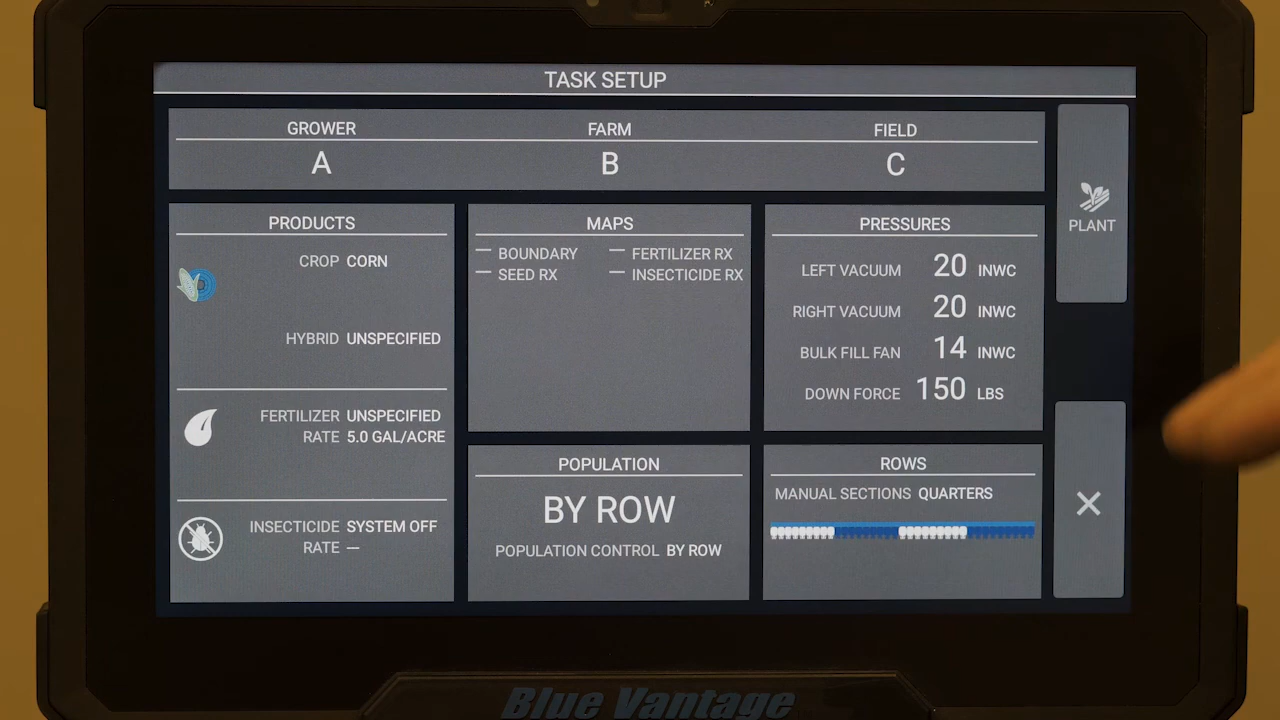 TASK SETUP
GROWER FARM FIELD
A B C
PLANT
PRODUCTS
CROP CORN
HYBRID UNSPECIFIED
FERTILIZER UNSPECIFIED
RATE 5.0 GAL/ACRE
INSECTICIDE SYSTEM OFF
RATE —
MAPS
— BOUNDARY — FERTILIZER RX
— SEED RX — INSECTICIDE RX
POPULATION
BY ROW
POPULATION CONTROL BY ROW
PRESSURES
LEFT VACUUM 20 INWC
RIGHT VACUUM 20 INWC
BULK FILL FAN 14 INWC
DOWN FORCE 150 LBS
ROWS
MANUAL SECTIONS QUARTERS
Blue Vantage